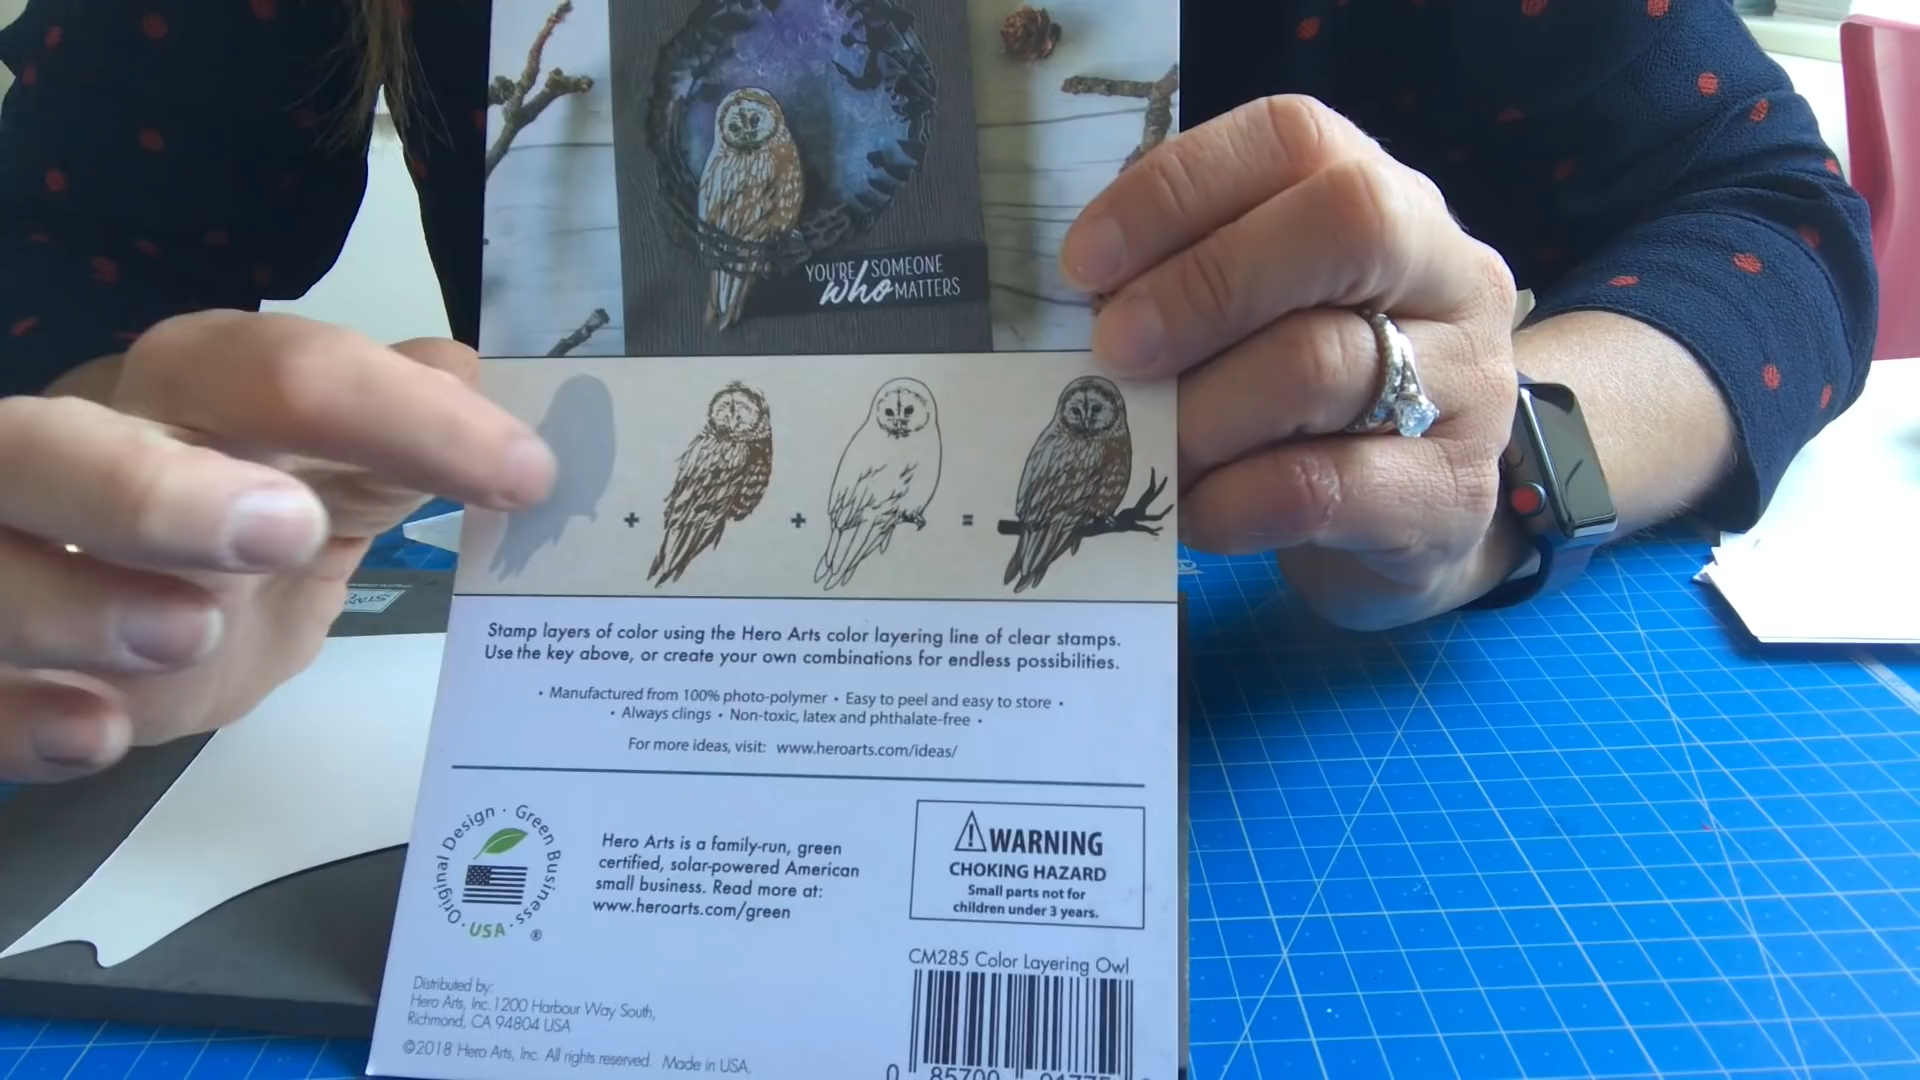 YOU'RE SOMEONE
who MATTERS
+ + =
Stamp layers of color using the Hero Arts color layering line of clear stamps.
Use the key above, or create your own combinations for endless possibilities.
• Manufactured from 100% photo-polymer • Easy to peel and easy to store •
• Always clings • Non-toxic, latex and phthalate-free •
For more ideas, visit: www.heroarts.com/ideas/
Original Design · Green Business ·
USA ®
Hero Arts is a family-run, green
certified, solar-powered American
small business. Read more at:
www.heroarts.com/green
WARNING
CHOKING HAZARD
Small parts not for
children under 3 years.
CM285 Color Layering Owl
0 85700
Distributed by:
Hero Arts, Inc. 1200 Harbour Way South,
Richmond, CA 94804 USA
©2018 Hero Arts, Inc. All rights reserved. Made in USA.